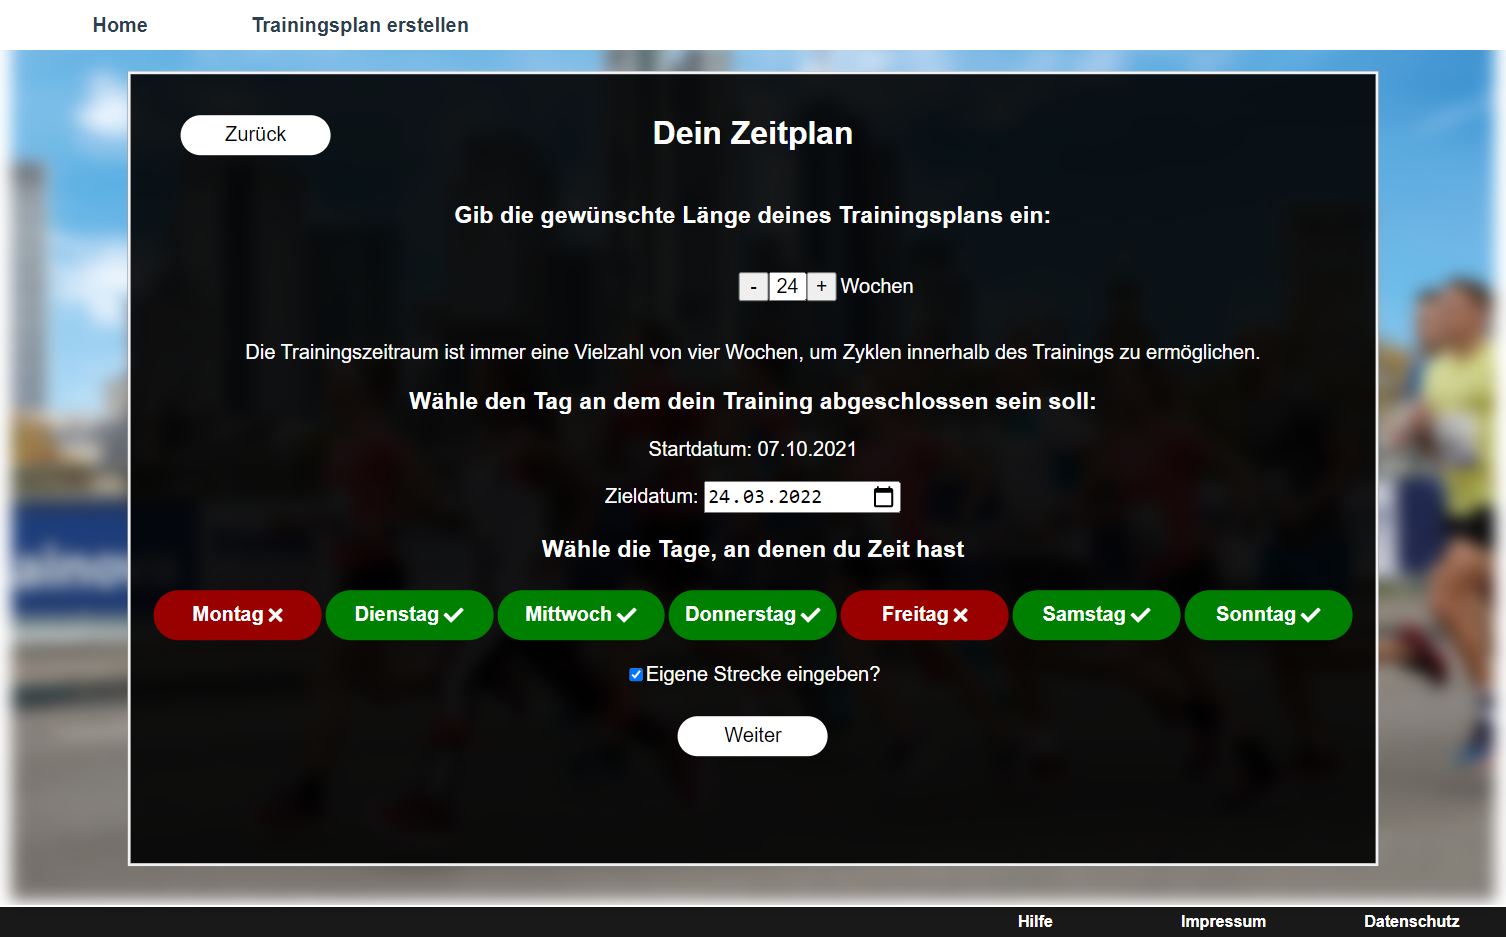 Home Trainingsplan erstellen
Zurück
Dein Zeitplan
Gib die gewünschte Länge deines Trainingsplans ein:
- 24 + Wochen
Die Trainingszeitraum ist immer eine Vielzahl von vier Wochen, um Zyklen innerhalb des Trainings zu ermöglichen.
Wähle den Tag an dem dein Training abgeschlossen sein soll:
Startdatum: 07.10.2021
Zieldatum: 24.03.2022
Wähle die Tage, an denen du Zeit hast
Montag Dienstag Mittwoch Donnerstag Freitag Samstag Sonntag
Eigene Strecke eingeben?
Weiter
Hilfe Impressum Datenschutz